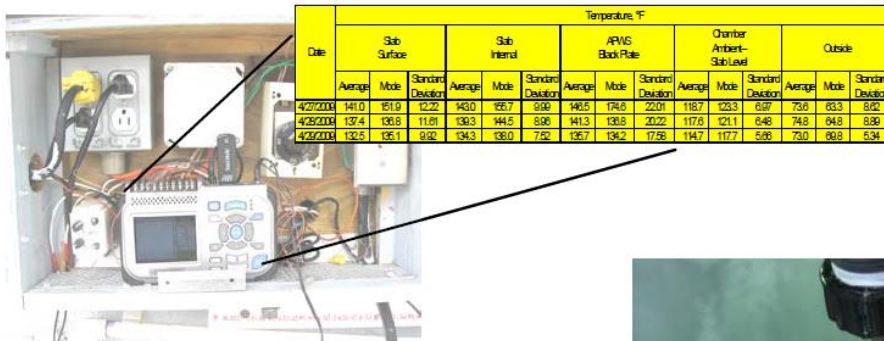 Temperature, °F
Date Slab Surface Slab Internal APWS Black Plate Chamber Ambient– Slab Level Outside
Average Mode Standard Deviation Average Mode Standard Deviation Average Mode Standard Deviation Average Mode Standard Deviation Average Mode Standard Deviation
4/27/2009 141.0 151.9 12.22 143.0 155.7 9.99 146.5 174.6 22.01 118.7 123.3 6.97 73.6 63.3 8.62
4/28/2009 137.4 136.8 11.61 139.3 144.5 8.96 141.3 136.8 20.22 117.6 121.1 6.48 74.8 64.8 8.89
4/29/2009 132.5 135.1 9.92 134.3 138.0 7.52 135.7 134.2 17.58 114.7 117.7 5.66 73.0 69.8 5.34